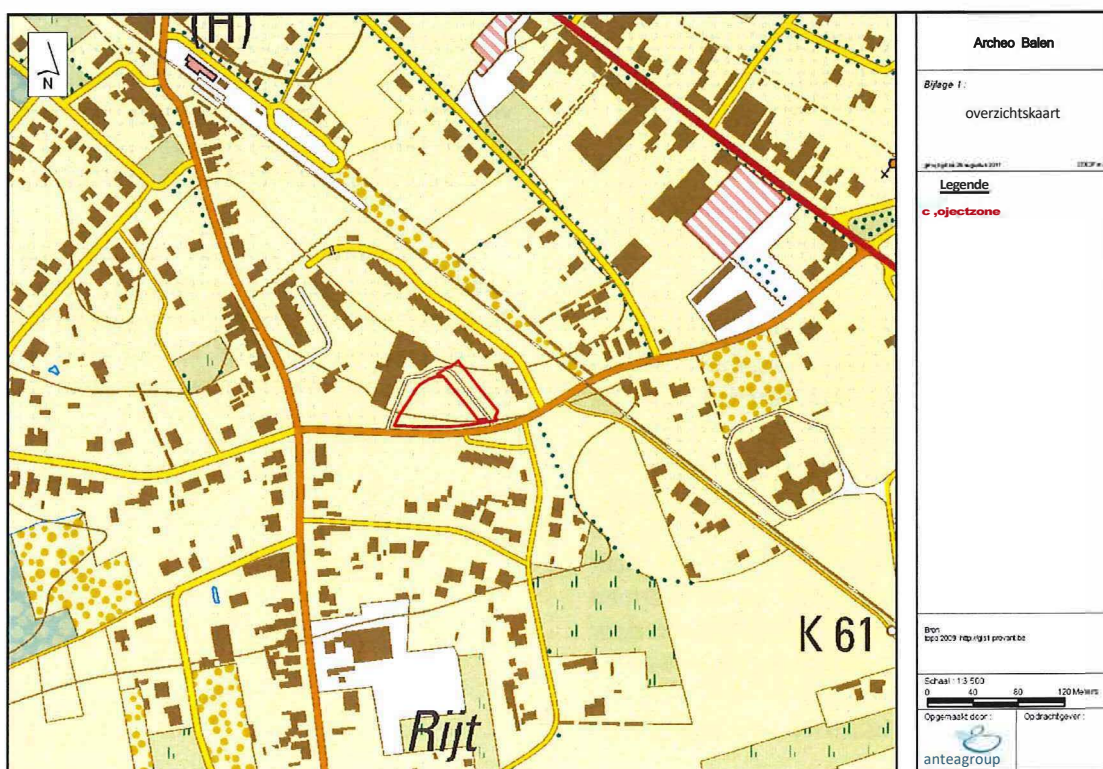 (H)
N
K 61
Rijt
Archeo Balen
Bijlage 1 :
overzichtskaart
Legende
c ,ojectzone
Bron
topo 2009 http://gis1.provant.be
Schaal : 1:3 500
0 40 80 120 Meters
Opgemaakt door :
Opdrachtgever :
anteagroup